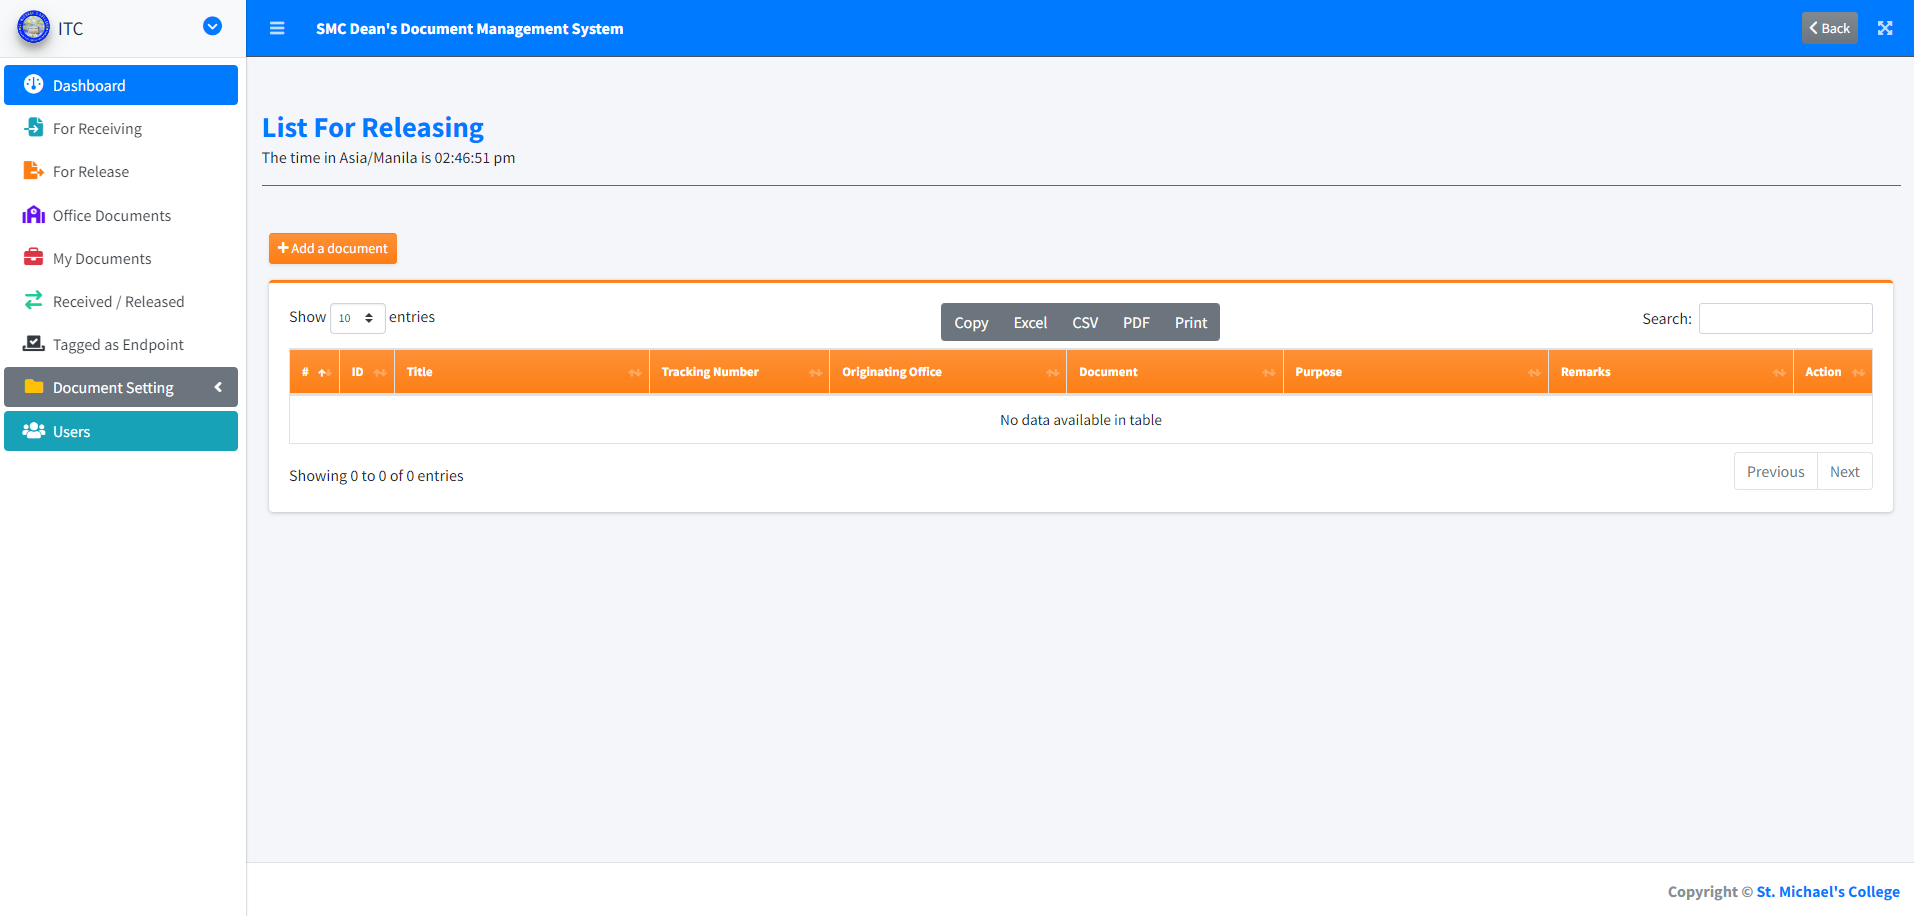 ITC
SMC Dean's Document Management System
Back
Dashboard
For Receiving
For Release
Office Documents
My Documents
Received / Released
Tagged as Endpoint
Document Setting
Users
List For Releasing
The time in Asia/Manila is 02:46:51 pm
Add a document
Show 10 entries
Copy Excel CSV PDF Print
Search:
# ID Title Tracking Number Originating Office Document Purpose Remarks Action
No data available in table
Showing 0 to 0 of 0 entries
Previous Next
Copyright © St. Michael's College